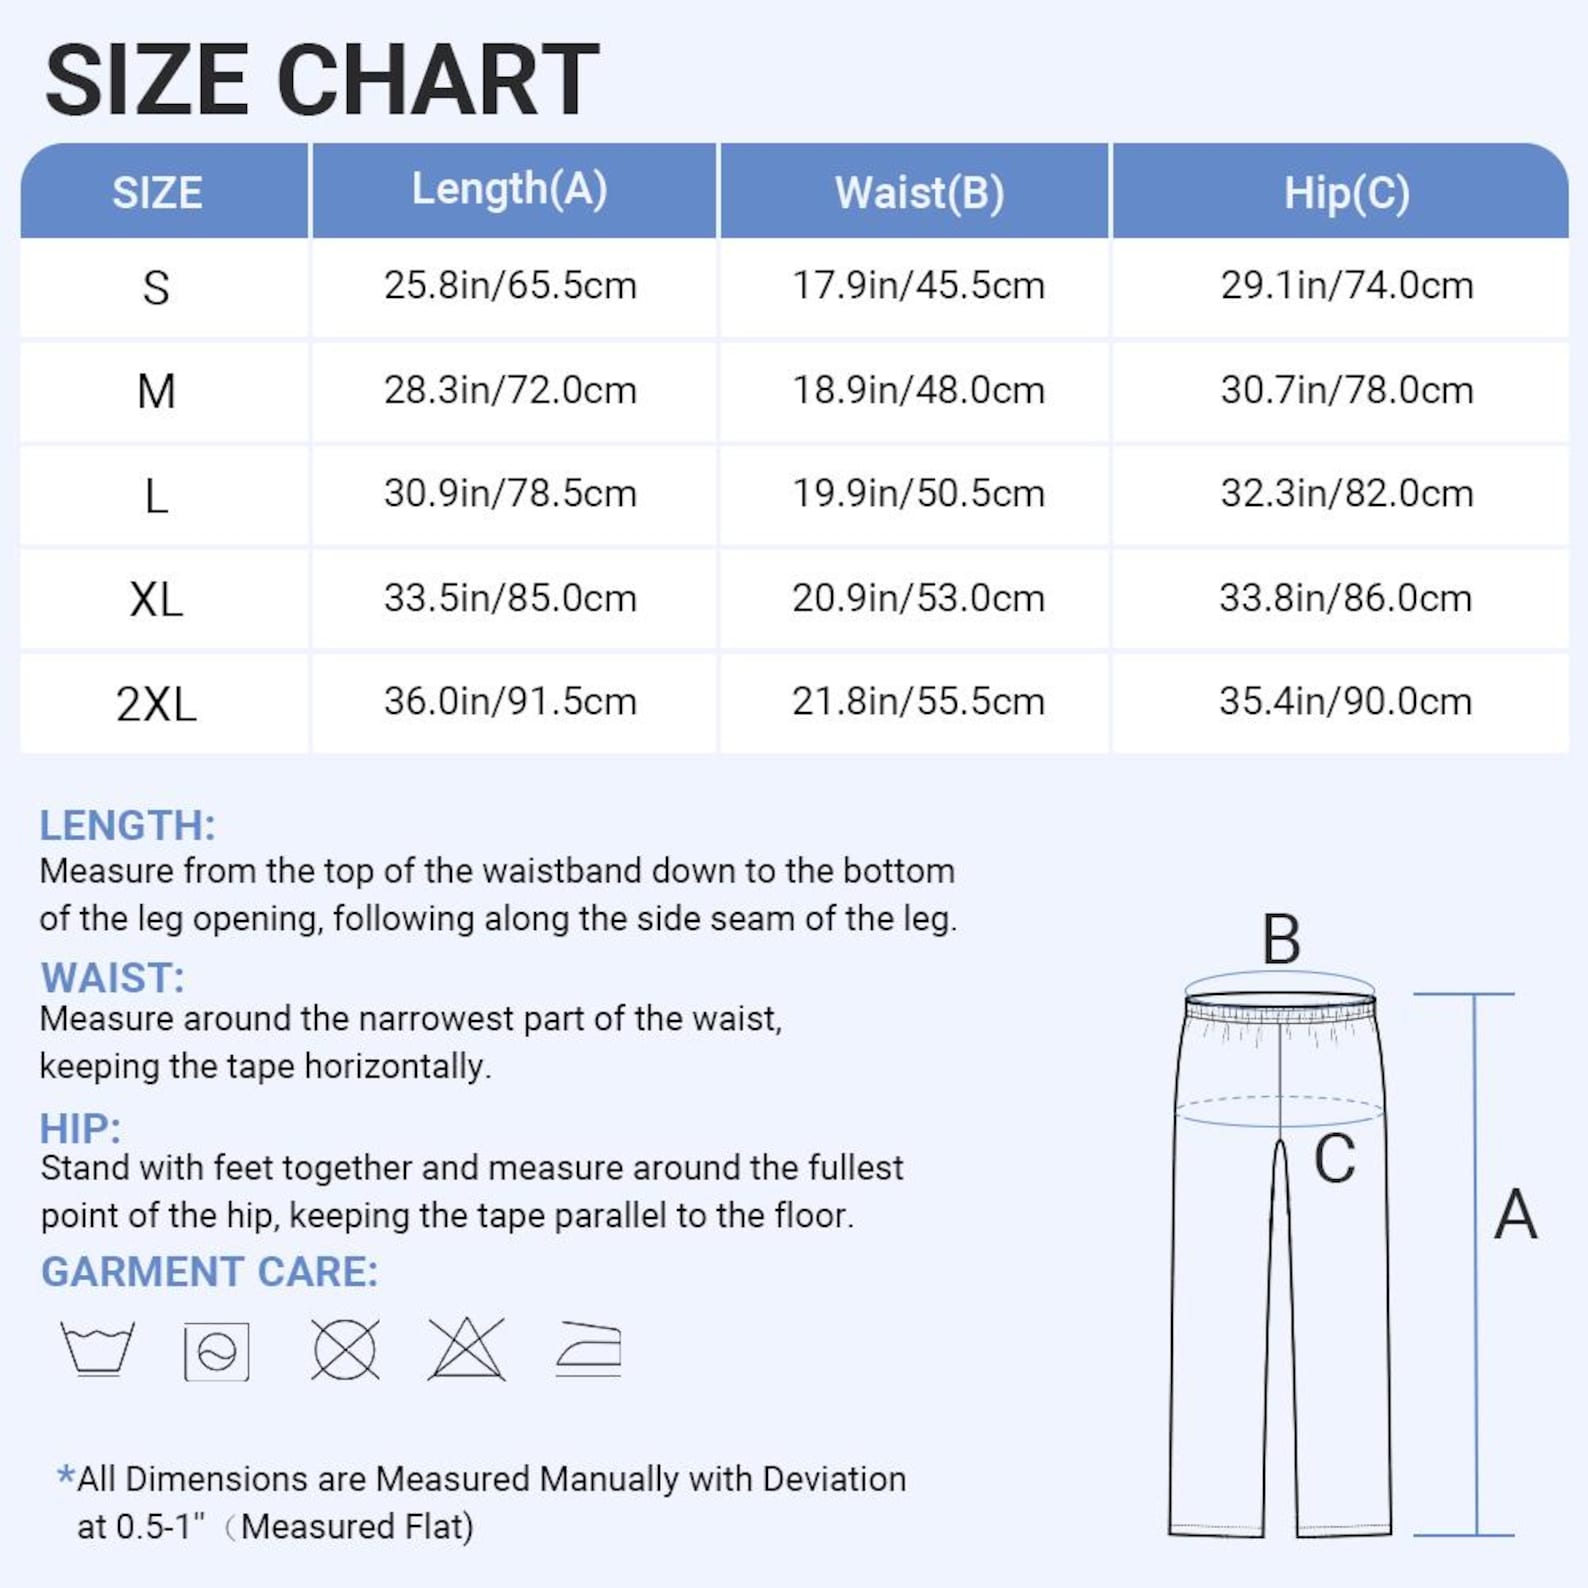 SIZE CHART
SIZE Length(A) Waist(B) Hip(C)
S 25.8in/65.5cm 17.9in/45.5cm 29.1in/74.0cm
M 28.3in/72.0cm 18.9in/48.0cm 30.7in/78.0cm
L 30.9in/78.5cm 19.9in/50.5cm 32.3in/82.0cm
XL 33.5in/85.0cm 20.9in/53.0cm 33.8in/86.0cm
2XL 36.0in/91.5cm 21.8in/55.5cm 35.4in/90.0cm
LENGTH:
Measure from the top of the waistband down to the bottom
of the leg opening, following along the side seam of the leg.
WAIST:
Measure around the narrowest part of the waist,
keeping the tape horizontally.
HIP:
Stand with feet together and measure around the fullest
point of the hip, keeping the tape parallel to the floor.
GARMENT CARE:
*All Dimensions are Measured Manually with Deviation
at 0.5-1"（Measured Flat)
B
C
A